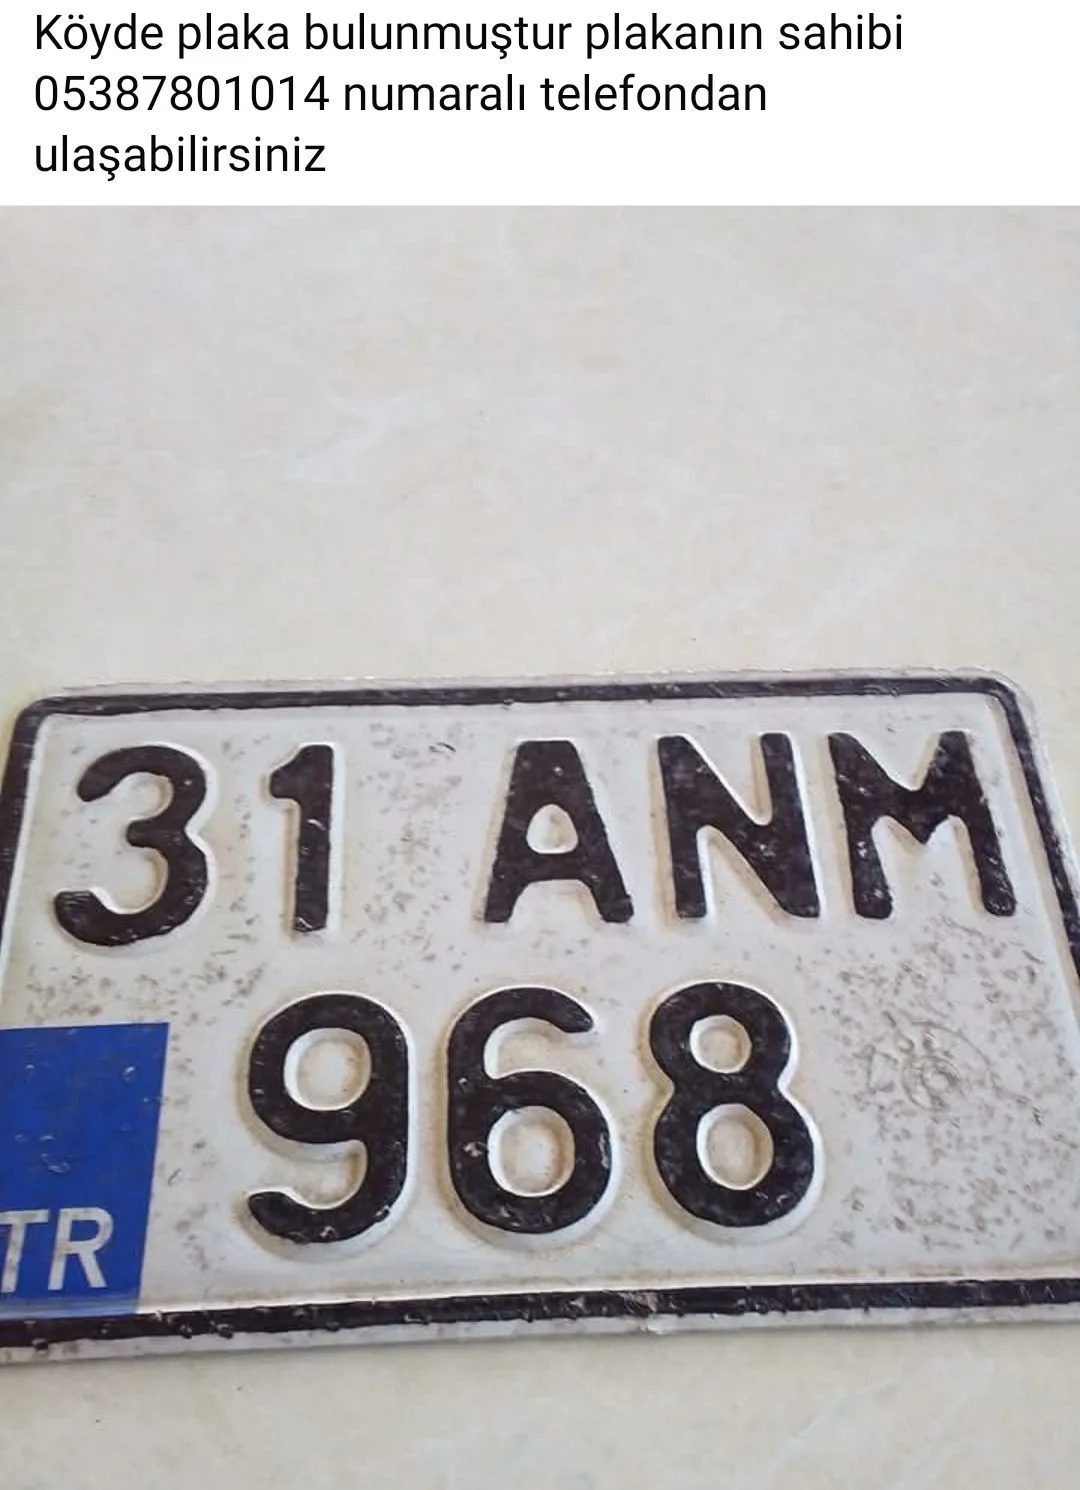 Köyde plaka bulunmuştur plakanın sahibi
05387801014 numaralı telefondan
ulaşabilirsiniz
31 ANM
968
TR